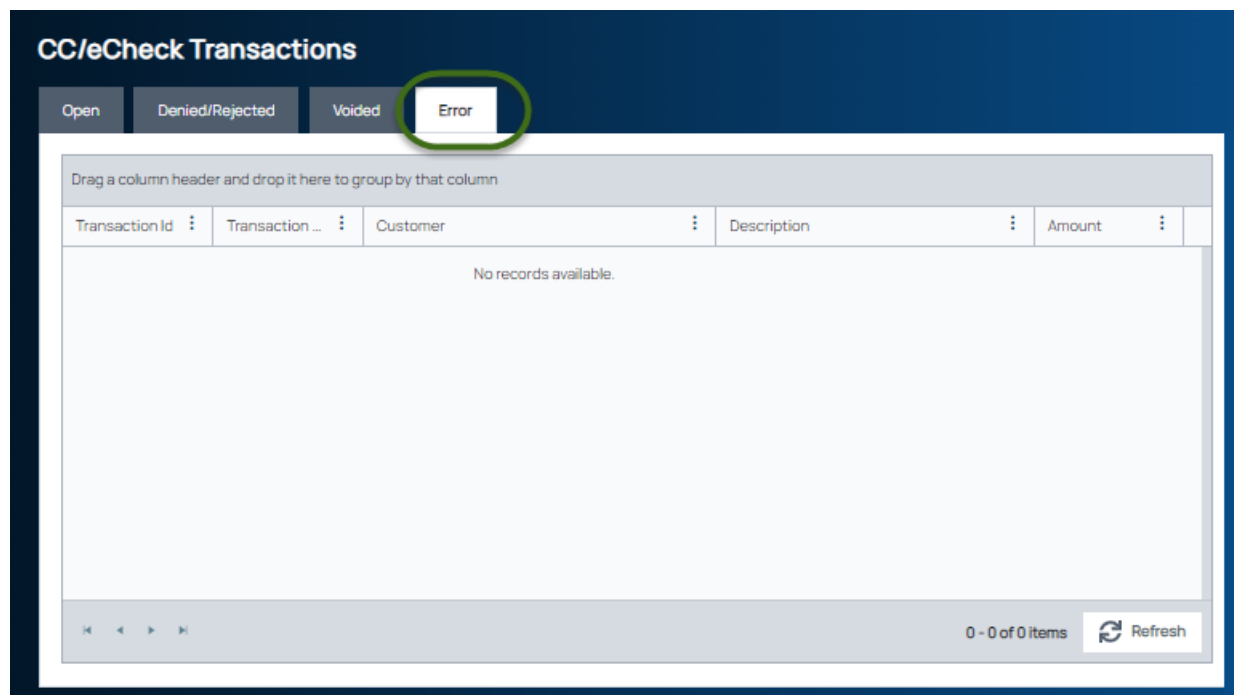 CC/eCheck Transactions
Open Denied/Rejected Voided Error
Drag a column header and drop it here to group by that column
Transaction Id Transaction ... Customer Description Amount
No records available.
0 - 0 of 0 items Refresh